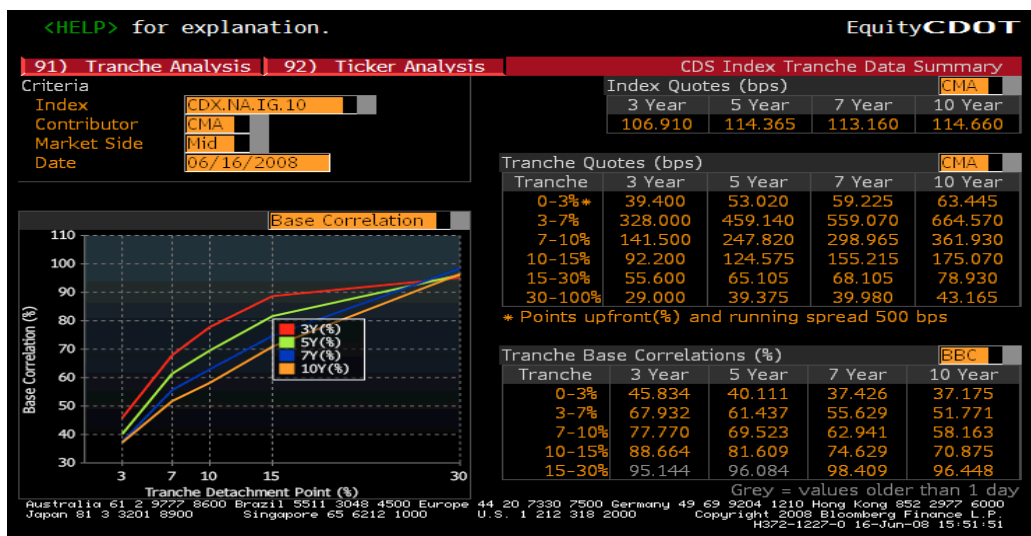 <HELP> for explanation.
EquityCDOT
91) Tranche Analysis 92) Ticker Analysis
CDS Index Tranche Data Summary
Criteria
Index CDX.NA.IG.10
Contributor CMA
Market Side Mid
Date 06/16/2008
Index Quotes (bps) CMA
3 Year 5 Year 7 Year 10 Year
106.910 114.365 113.160 114.660
Tranche Quotes (bps) CMA
Tranche 3 Year 5 Year 7 Year 10 Year
0-3%* 39.400 53.020 59.225 63.445
3-7% 328.000 459.140 559.070 664.570
7-10% 141.500 247.820 298.965 361.930
10-15% 92.200 124.575 155.215 175.070
15-30% 55.600 65.105 68.105 78.930
30-100% 29.000 39.375 39.980 43.165
* Points upfront(%) and running spread 500 bps
Base Correlation
110
100
90
80
70
60
50
40
30
Base Correlation (%)
3Y(%)
5Y(%)
7Y(%)
10Y(%)
3 7 10 15 30
Tranche Detachment Point (%)
Tranche Base Correlations (%) BBC
Tranche 3 Year 5 Year 7 Year 10 Year
0-3% 45.834 40.111 37.426 37.175
3-7% 67.932 61.437 55.629 51.771
7-10% 77.770 69.523 62.941 58.163
10-15% 88.664 81.609 74.629 70.875
15-30% 95.144 96.084 98.409 96.448
Grey = values older than 1 day
Australia 61 2 9777 8600 Brazil 5511 3048 4500 Europe 44 20 7330 7500 Germany 49 69 9204 1210 Hong Kong 852 2977 6000
Japan 81 3 3201 8900 Singapore 65 6212 1000 U.S. 1 212 318 2000 Copyright 2008 Bloomberg Finance L.P.
H372-1227-0 16-Jun-08 15:51:51